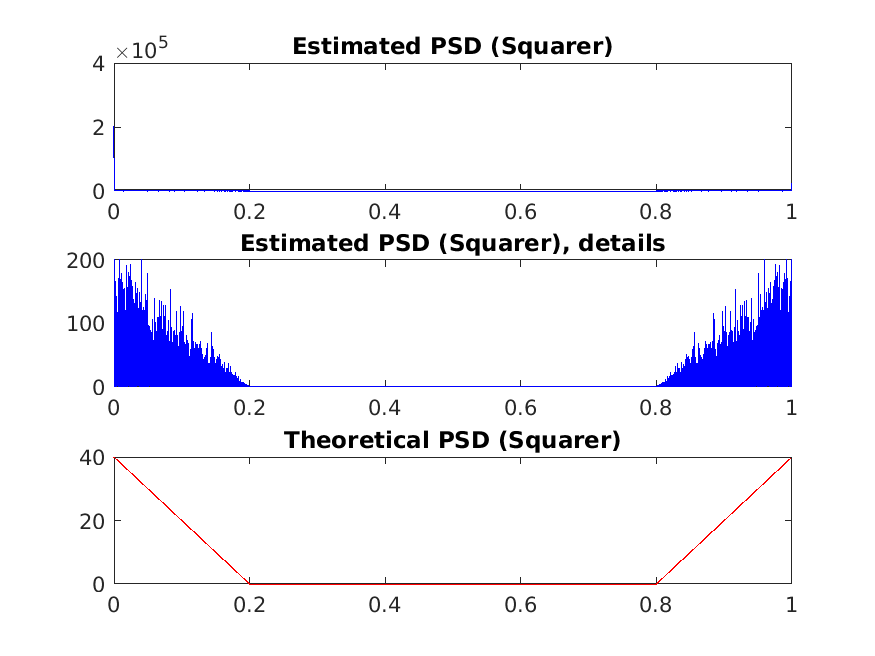 Estimated PSD (Squarer)
×10⁵
4
2
0
0 0.2 0.4 0.6 0.8 1
Estimated PSD (Squarer), details
200
100
0
0 0.2 0.4 0.6 0.8 1
Theoretical PSD (Squarer)
40
20
0
0 0.2 0.4 0.6 0.8 1